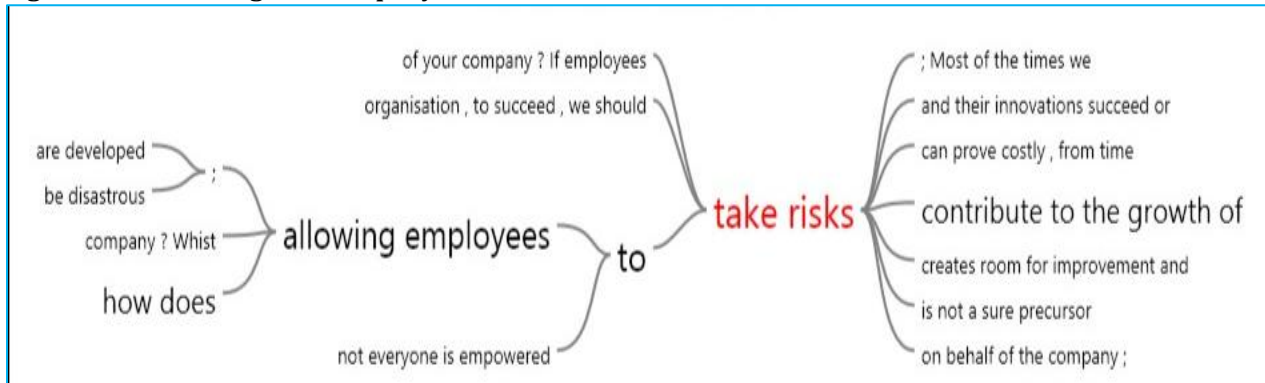 of your company ? If employees
organisation , to succeed , we should
are developed
be disastrous
;
company ? Whist
how does
allowing employees
to
not everyone is empowered
take risks
; Most of the times we
and their innovations succeed or
can prove costly , from time
contribute to the growth of
creates room for improvement and
is not a sure precursor
on behalf of the company ;